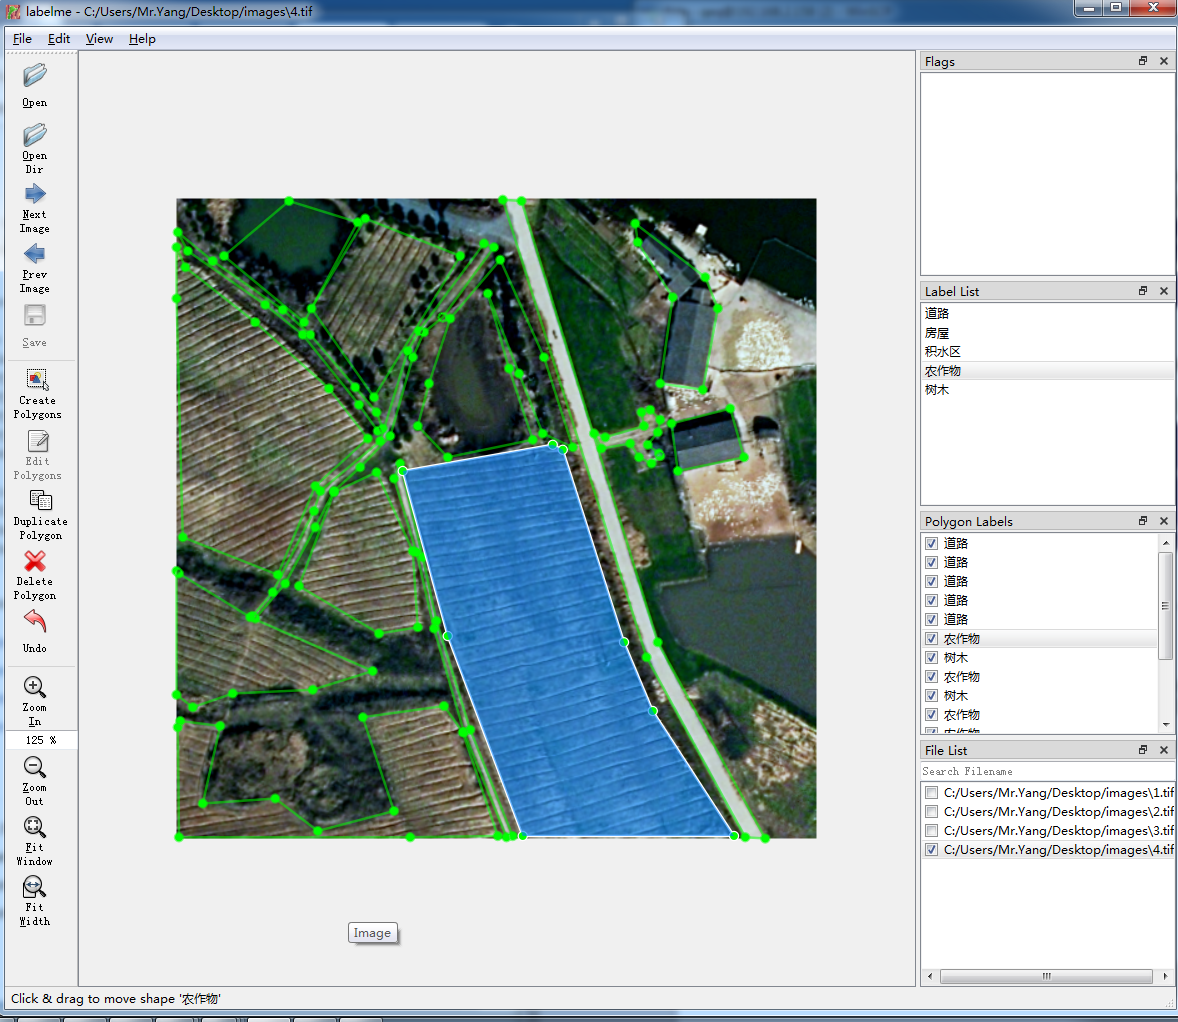 labelme - C:/Users/Mr.Yang/Desktop/images\4.tif
File Edit View Help
Open
Open
Dir
Next
Image
Prev
Image
Save
Create
Polygons
Edit
Polygons
Duplicate
Polygon
Delete
Polygon
Undo
Zoom
In
125 %
Zoom
Out
Fit
Window
Fit
Width
Image
Flags
Label List
道路
房屋
积水区
农作物
树木
Polygon Labels
道路
道路
道路
道路
道路
农作物
树木
农作物
树木
农作物
农作物
File List
Search Filename
C:/Users/Mr.Yang/Desktop/images\1.tif
C:/Users/Mr.Yang/Desktop/images\2.tif
C:/Users/Mr.Yang/Desktop/images\3.tif
C:/Users/Mr.Yang/Desktop/images\4.tif
Click & drag to move shape '农作物'